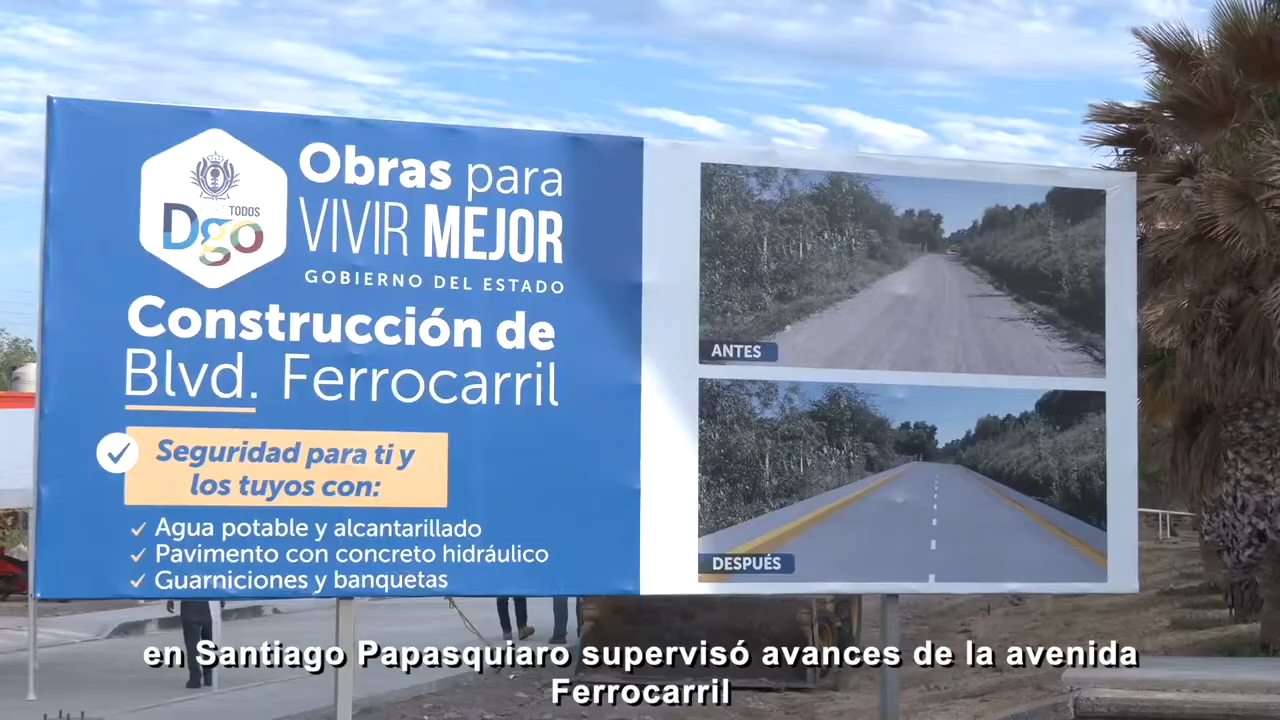 TODOS
Dgo
Obras para
VIVIR MEJOR
GOBIERNO DEL ESTADO
Construcción de
Blvd. Ferrocarril
Seguridad para ti y
los tuyos con:
Agua potable y alcantarillado
Pavimento con concreto hidráulico
Guarniciones y banquetas
ANTES
DESPUÉS
en Santiago Papasquiaro supervisó avances de la avenida
Ferrocarril